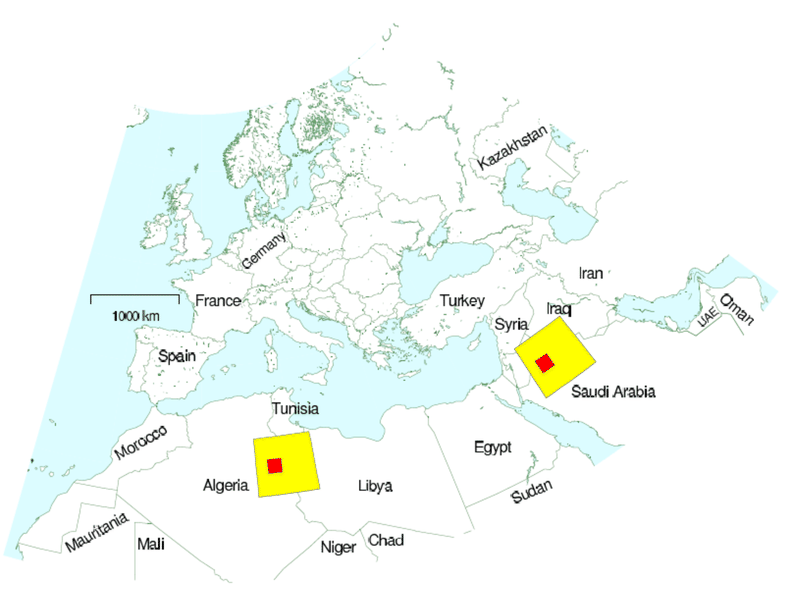 Kazakhstan
Germany
Iran
France
Turkey
Iraq
Oman
1000 km
UAE
Syria
Spain
Saudi Arabia
Tunisia
Morocco
Egypt
Algeria
Libya
Sudan
Mauritania
Mali
Niger
Chad